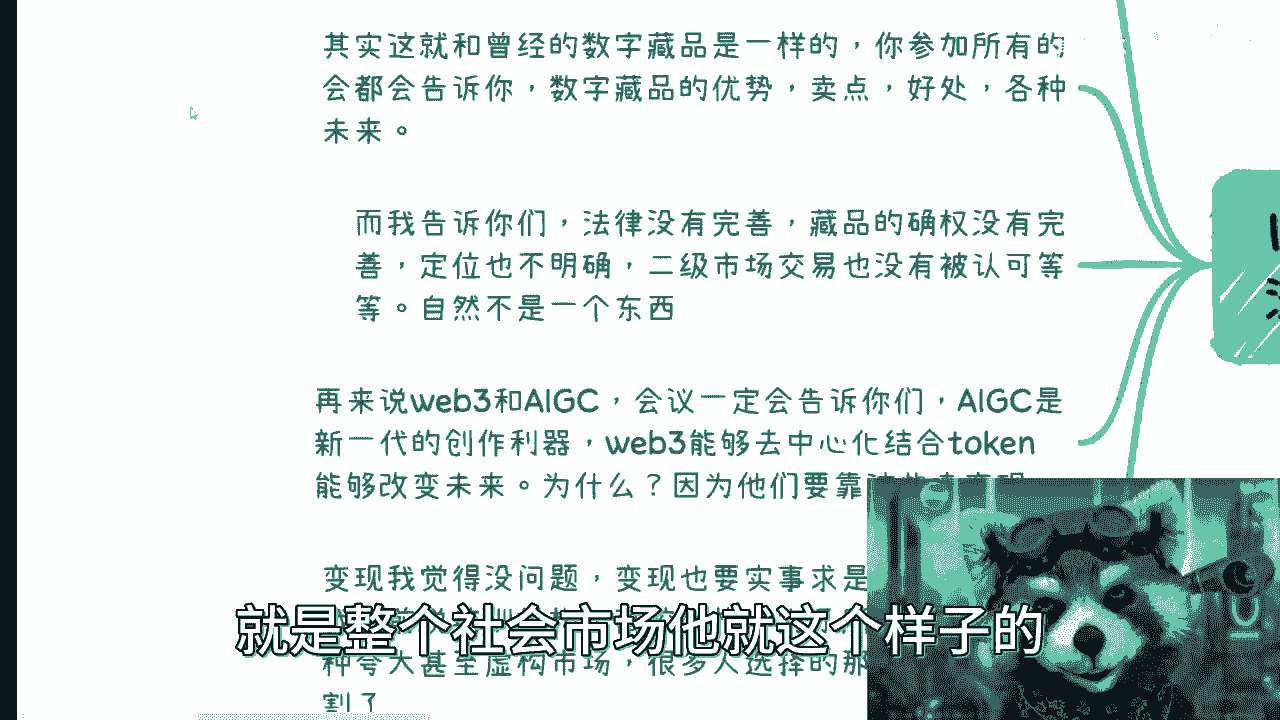 其实这就和曾经的数字藏品是一样的，你参加所有的
会都会告诉你，数字藏品的优势，卖点，好处，各种
未来。
而我告诉你们，法律没有完善，藏品的确权没有完
善，定位也不明确，二级市场交易也没有被认可等
等。自然不是一个东西
再来说web3和AIGC，会议一定会告诉你们，AIGC是
新一代的创作利器，web3能够去中心化结合token
能够改变未来。为什么？因为他们要靠
变现我觉得没问题，变现也要实事求是
就是整个社会市场他就这个样子的
种夸大甚至虚构市场，很多人选择的那
割了